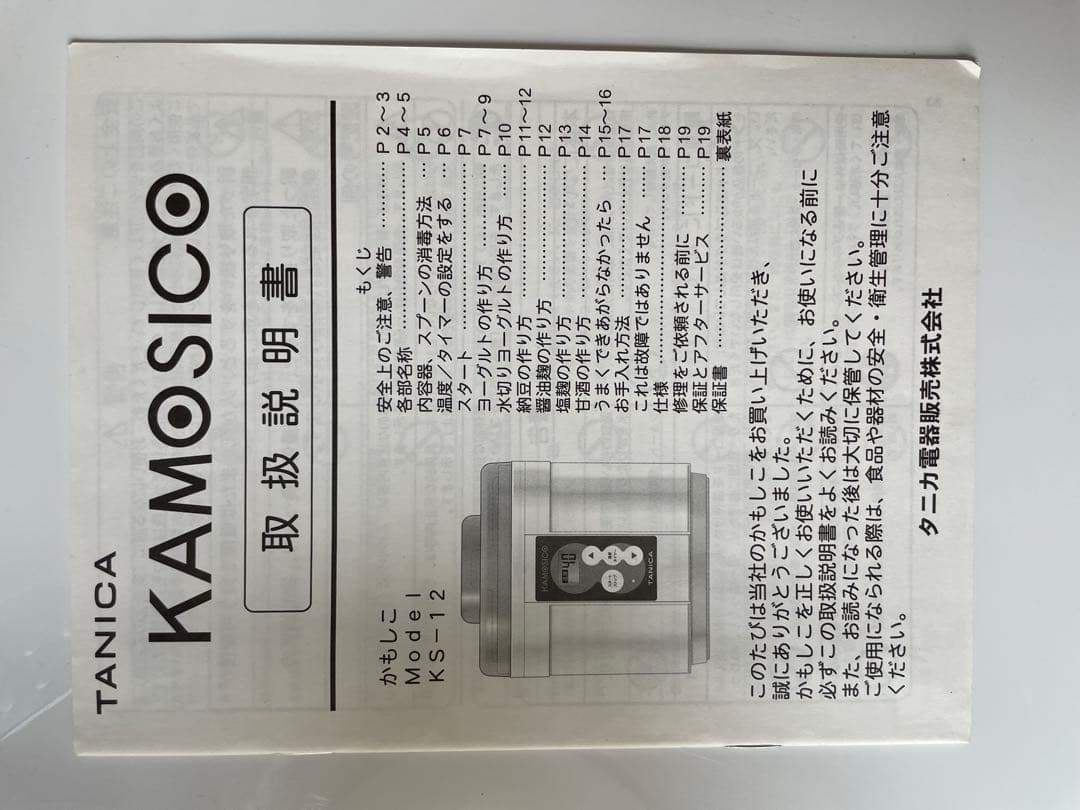 TANICA
KAMOSICO
取扱説明書
かもしこ
Model
KS-12
KAMOSICO
40
TANICA
もくじ
安全上のご注意、警告 ………… P2〜3
各部名称 …………………… P4〜5
内容器、スプーンの消毒方法 … P5
温度／タイマーの設定をする … P6
スタート …………………… P7
ヨーグルトの作り方 ………… P7〜9
水切りヨーグルトの作り方 …… P10
納豆の作り方 ……………… P11〜12
醤油麹の作り方 …………… P12
塩麹の作り方 ……………… P13
甘酒の作り方 ……………… P14
うまくできあがらなかったら … P15〜16
お手入れ方法 ……………… P17
これは故障ではありません …… P17
仕様 ……………………… P18
修理をご依頼される前に …… P19
保証とアフターサービス …… P19
保証書 …………………… 裏表紙
このたびは当社のかもしこをお買い上げいただき、
誠にありがとうございました。
かもしこを正しくお使いいただくために、お使いになる前に
必ずこの取扱説明書をよくお読みください。
また、お読みになった後は大切に保管してください。
ご使用になられる際は、食品や器材の安全・衛生管理に十分ご注意
ください。
タニカ電器販売株式会社